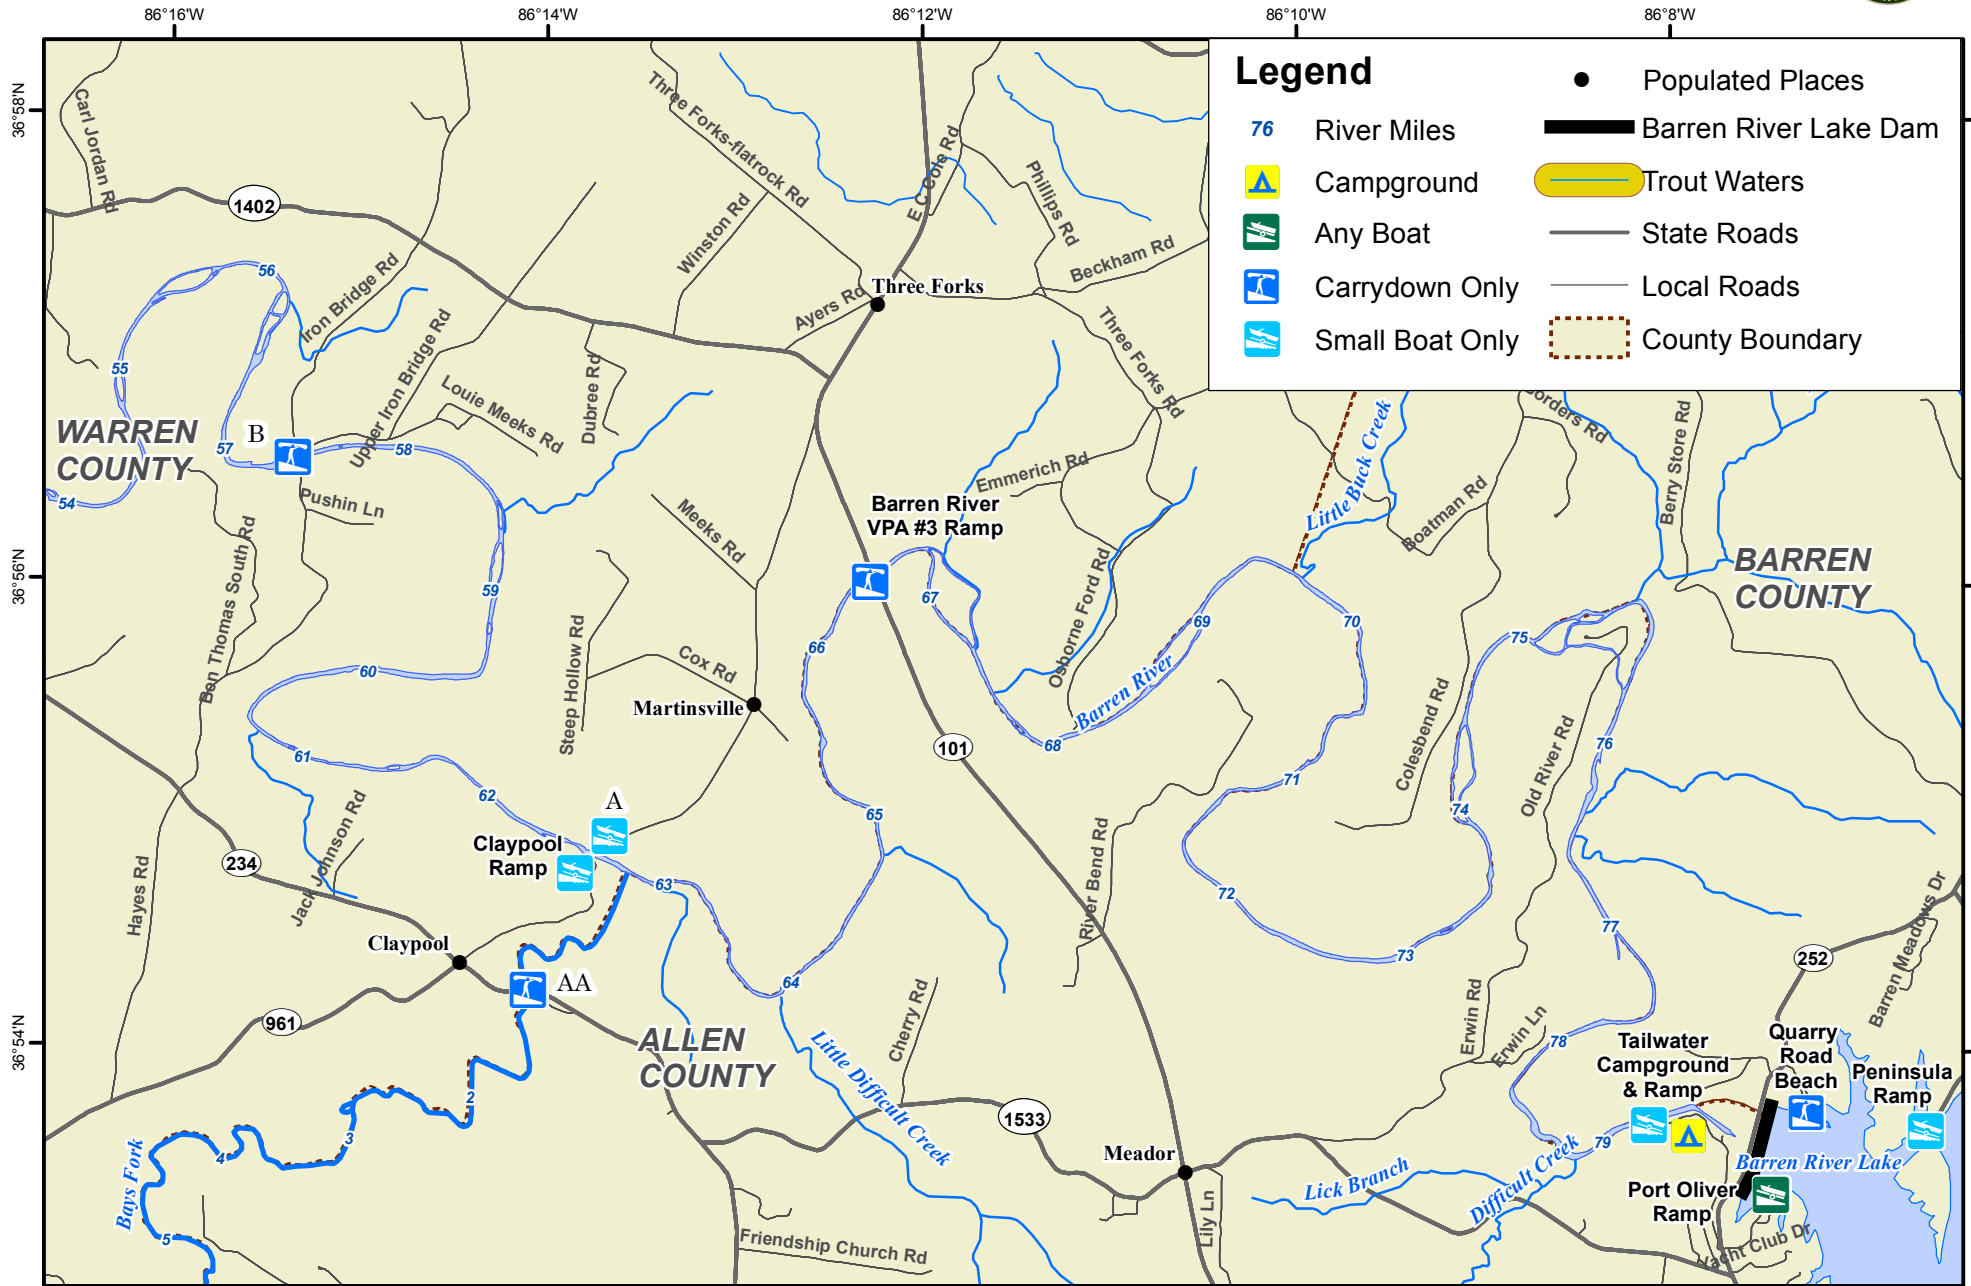 86°16'W
86°14'W
86°12'W
86°10'W
86°8'W
36°58'N
36°56'N
36°54'N
Legend
76
River Miles
Campground
Any Boat
Carrydown Only
Small Boat Only
Populated Places
Barren River Lake Dam
Trout Waters
State Roads
Local Roads
County Boundary
Carl Jordan Rd
1402
Three Forks-flatrock Rd
Winston Rd
E C Cole Rd
Phillips Rd
Beckham Rd
Three Forks
Ayers Rd
Three Forks Rd
56
Iron Bridge Rd
Upper Iron Bridge Rd
Louie Meeks Rd
Dubree Rd
55
WARREN
COUNTY
B
57
58
54
Pushin Ln
Ben Thomas South Rd
59
60
61
62
Meeks Rd
Steep Hollow Rd
Cox Rd
Martinsville
Barren River
VPA #3 Ramp
Emmerich Rd
Osborne Ford Rd
Little Buck Creek
Boatman Rd
Borders Rd
Berry Store Rd
BARREN
COUNTY
66
67
68
69
70
71
72
73
74
75
76
77
78
79
Barren River
101
65
64
63
Colesbend Rd
Old River Rd
River Bend Rd
A
Claypool
Ramp
Jack Johnson Rd
234
Hayes Rd
Claypool
AA
961
ALLEN
COUNTY
Little Difficult Creek
Cherry Rd
1533
Meador
Lily Ln
Friendship Church Rd
2
3
4
5
Bays Fork
Erwin Rd
Erwin Ln
Lick Branch
Difficult Creek
252
Barren Meadows Dr
Tailwater
Campground
& Ramp
Quarry
Road
Beach
Peninsula
Ramp
Barren River Lake
Port Oliver
Ramp
Yacht Club Dr